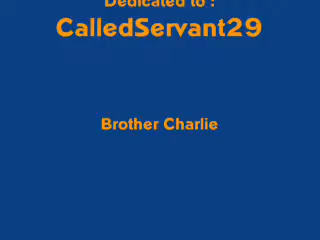 Dedicated to :
CalledServant29
Brother Charlie